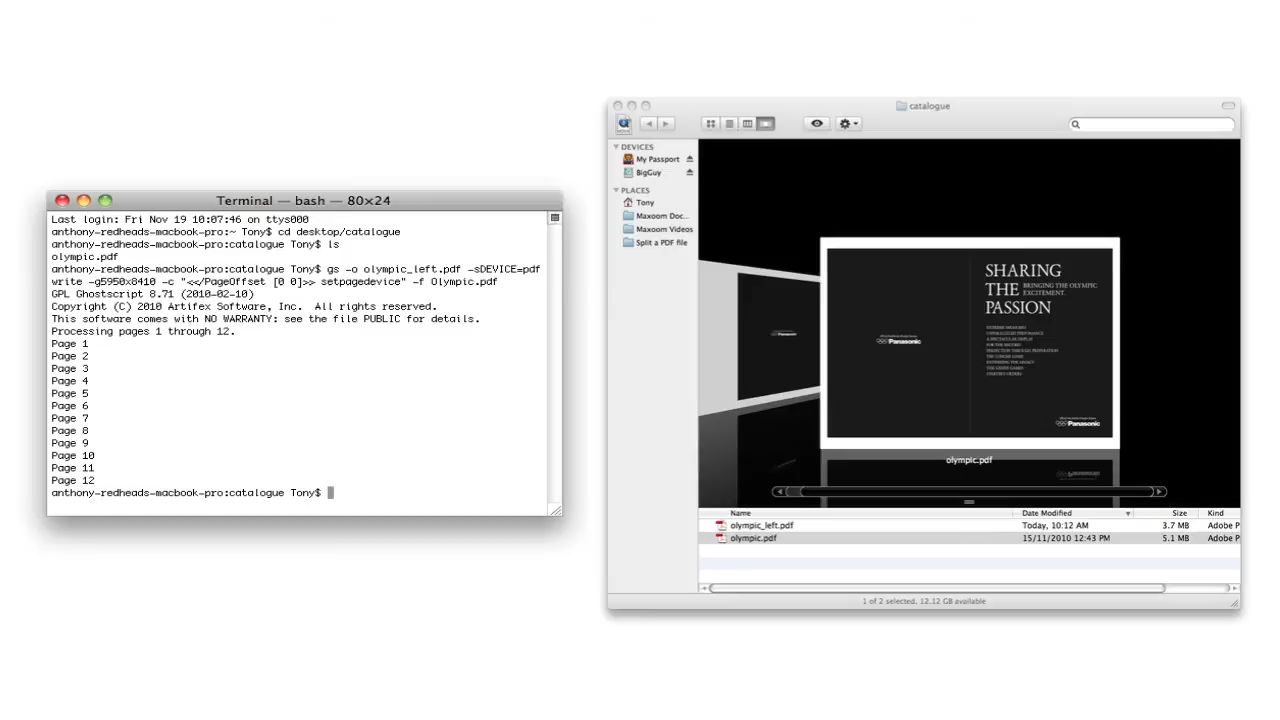 Terminal — bash — 80×24
Last login: Fri Nov 19 10:07:46 on ttys000
anthony-redheads-macbook-pro:~ Tony$ cd desktop/catalogue
anthony-redheads-macbook-pro:catalogue Tony$ ls
olympic.pdf
anthony-redheads-macbook-pro:catalogue Tony$ gs -o olympic_left.pdf -sDEVICE=pdf
write -g5950x8410 -c "<</PageOffset [0 0]>> setpagedevice" -f Olympic.pdf
GPL Ghostscript 8.71 (2010-02-10)
Copyright (C) 2010 Artifex Software, Inc.  All rights reserved.
This software comes with NO WARRANTY: see the file PUBLIC for details.
Processing pages 1 through 12.
Page 1
Page 2
Page 3
Page 4
Page 5
Page 6
Page 7
Page 8
Page 9
Page 10
Page 11
Page 12
anthony-redheads-macbook-pro:catalogue Tony$
catalogue
DEVICES
My Passport
BigGuy
PLACES
Tony
Maxoom Doc...
Maxoom Videos
Split a PDF file
SHARING
THE BRINGING THE OLYMPIC EXCITEMENT.
PASSION
Panasonic
Panasonic
olympic.pdf
Name Date Modified Size Kind
olympic_left.pdf Today, 10:12 AM 3.7 MB Adobe P
olympic.pdf 15/11/2010 12:43 PM 5.1 MB Adobe P
1 of 2 selected, 12.12 GB available